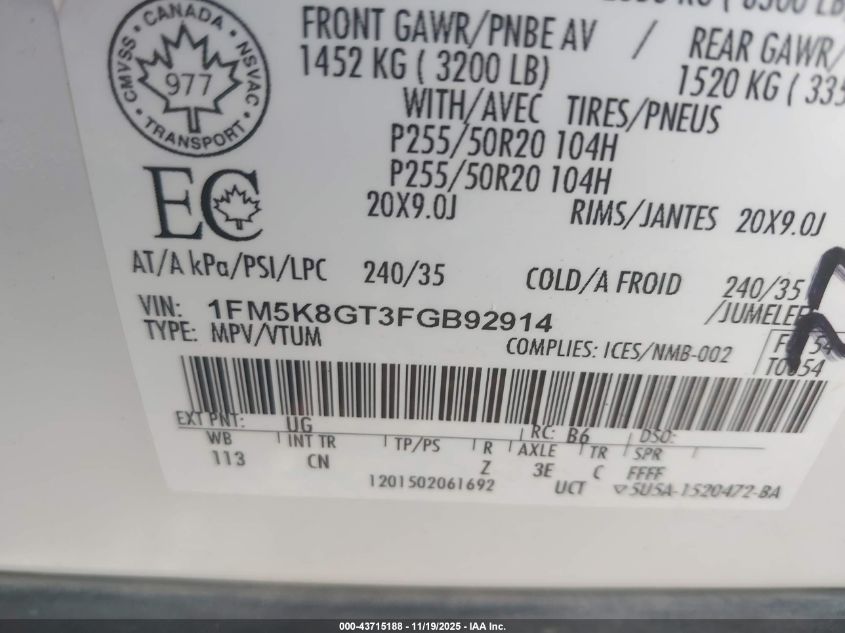 CANADA
CMVSS NSVAC
977
TRANSPORT
FRONT GAWR/PNBE AV / REAR GAWR/
1452 KG ( 3200 LB) 1520 KG ( 335
WITH/AVEC TIRES/PNEUS
P255/50R20 104H
P255/50R20 104H
EC
20X9.0J RIMS/JANTES 20X9.0J
AT/A kPa/PSI/LPC 240/35 COLD/A FROID 240/35
VIN: 1FM5K8GT3FGB92914 /JUMELEE
TYPE: MPV/VTUM
COMPLIES: ICES/NMB-002
EXT PNT: UG RC: B6 DSO:
WB INT TR TP/PS R AXLE TR SPR
113 CN Z 3E C FFFF
1201502061692 UCT ▽5U5A-1520472-BA
000-43715188 - 11/19/2025 - IAA Inc.